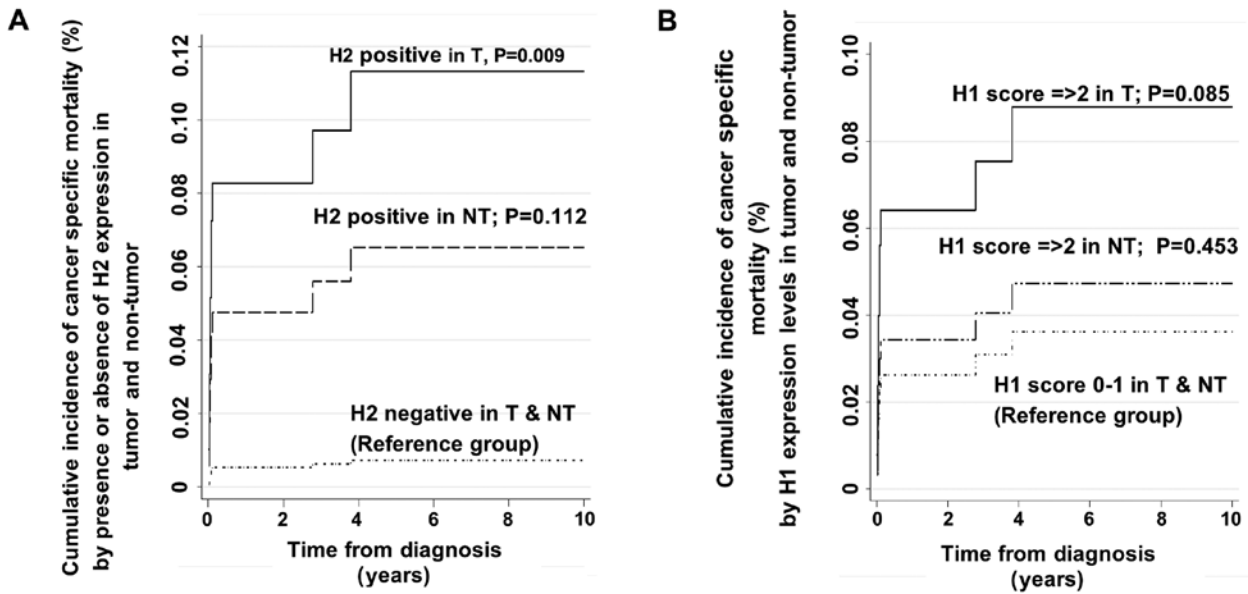 A
Cumulative incidence of cancer specific mortality (%)
by presence or absence of H2 expression in
tumor and non-tumor
0.12
0.10
0.08
0.06
0.04
0.02
0
H2 positive in T, P=0.009
H2 positive in NT; P=0.112
H2 negative in T & NT
(Reference group)
0 2 4 6 8 10
Time from diagnosis
(years)
B
Cumulative incidence of cancer specific
mortality (%)
by H1 expression levels in tumor and non-tumor
0.10
0.08
0.06
0.04
0.02
0
H1 score =>2 in T; P=0.085
H1 score =>2 in NT; P=0.453
H1 score 0-1 in T & NT
(Reference group)
0 2 4 6 8 10
Time from diagnosis
(years)